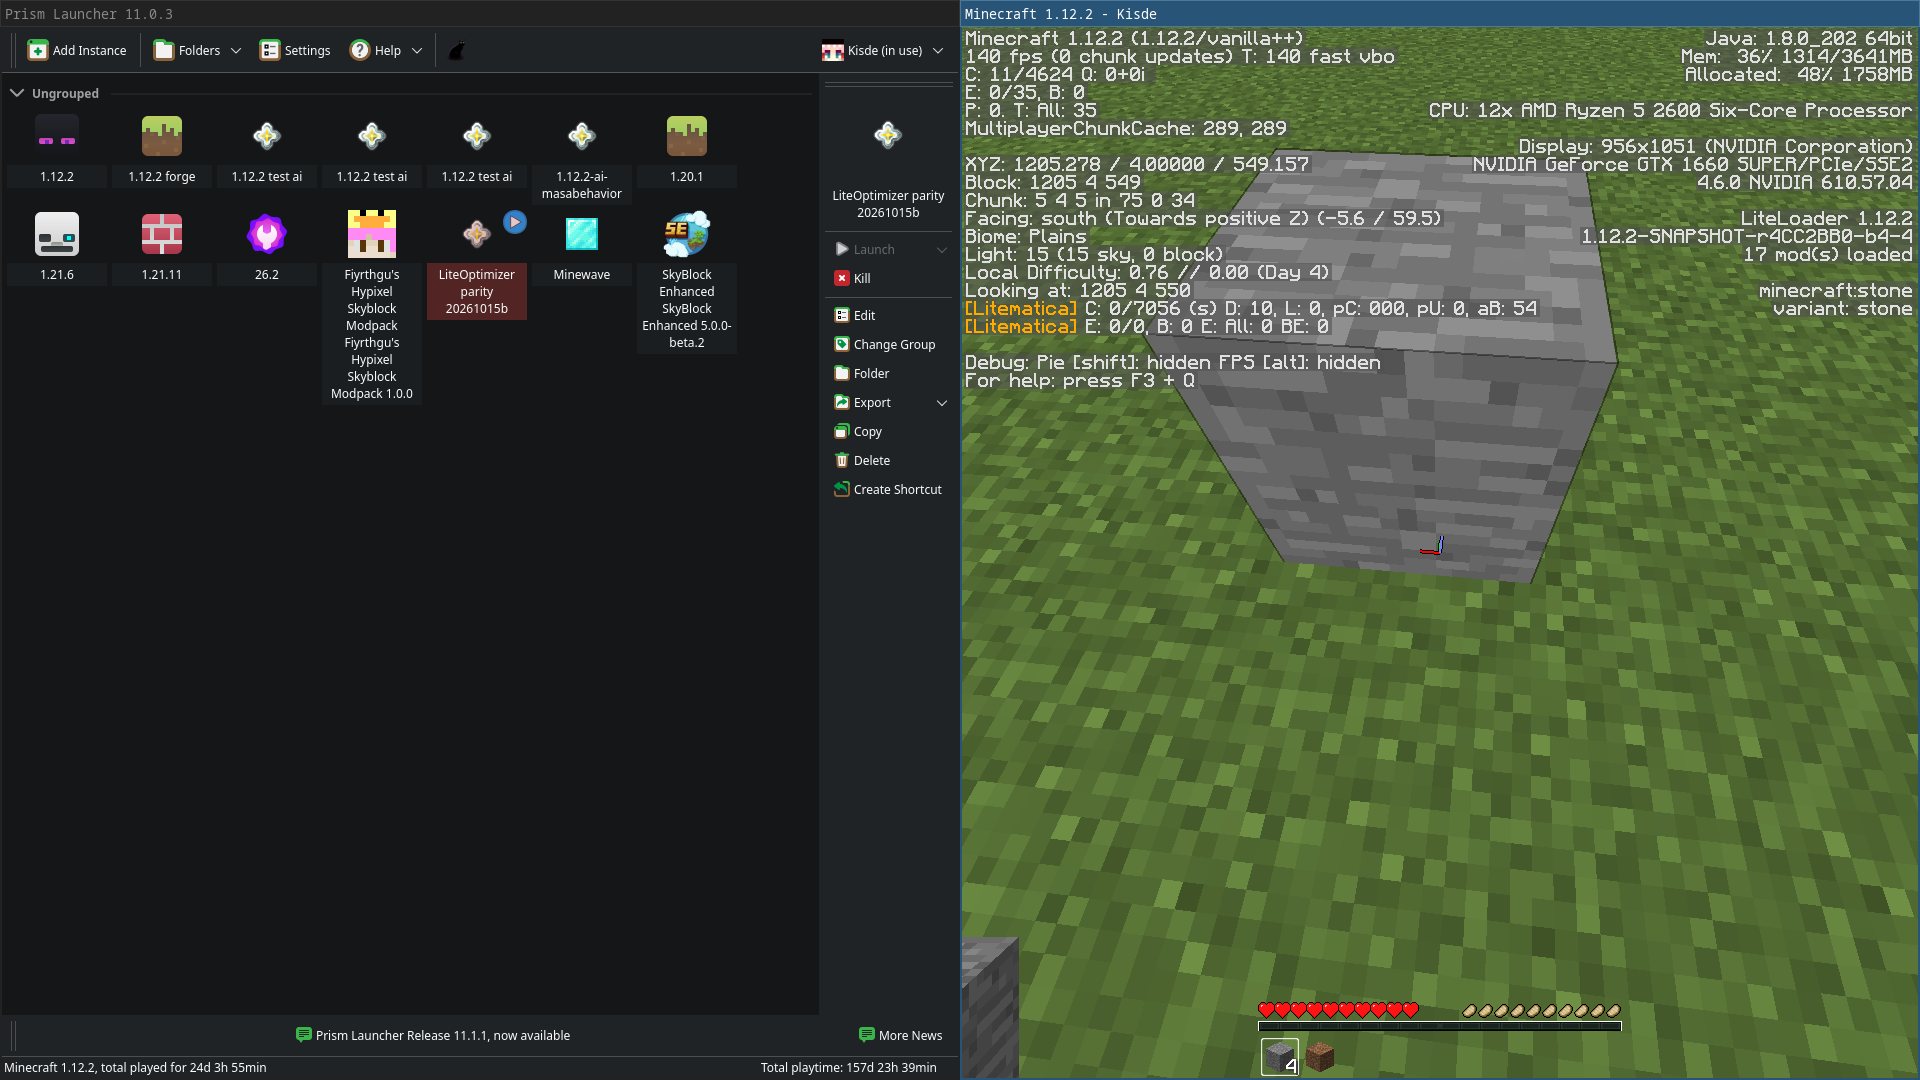 Prism Launcher 11.0.3
Add Instance
Folders
Settings
Help
Kisde (in use)
Ungrouped
1.12.2
1.12.2 forge
1.12.2 test ai
1.12.2 test ai
1.12.2 test ai
1.12.2-ai-
masabehavior
1.20.1
1.21.6
1.21.11
26.2
Fiyrthgu's
Hypixel
Skyblock
Modpack
Fiyrthgu's
Hypixel
Skyblock
Modpack 1.0.0
LiteOptimizer
parity
20261015b
Minewave
SkyBlock
Enhanced
SkyBlock
Enhanced 5.0.0-
beta.2
LiteOptimizer parity
20261015b
Launch
Kill
Edit
Change Group
Folder
Export
Copy
Delete
Create Shortcut
Prism Launcher Release 11.1.1, now available
More News
Minecraft 1.12.2, total played for 24d 3h 55min
Total playtime: 157d 23h 39min
Minecraft 1.12.2 - Kisde
Minecraft 1.12.2 (1.12.2/vanilla++)
140 fps (0 chunk updates) T: 140 fast vbo
C: 11/4624 Q: 0+0i
E: 0/35, B: 0
P: 0. T: All: 35
MultiplayerChunkCache: 289, 289
XYZ: 1205.278 / 4.00000 / 549.157
Block: 1205 4 549
Chunk: 5 4 5 in 75 0 34
Facing: south (Towards positive Z) (-5.6 / 59.5)
Biome: Plains
Light: 15 (15 sky, 0 block)
Local Difficulty: 0.76 // 0.00 (Day 4)
Looking at: 1205 4 550
[Litematica] C: 0/7056 (s) D: 10, L: 0, pC: 000, pU: 0, aB: 54
[Litematica] E: 0/0, B: 0 E: All: 0 BE: 0
Debug: Pie [shift]: hidden FPS [alt]: hidden
For help: press F3 + Q
Java: 1.8.0_202 64bit
Mem: 36% 1314/3641MB
Allocated: 48% 1758MB
CPU: 12x AMD Ryzen 5 2600 Six-Core Processor
Display: 956x1051 (NVIDIA Corporation)
NVIDIA GeForce GTX 1660 SUPER/PCIe/SSE2
4.6.0 NVIDIA 610.57.04
LiteLoader 1.12.2
1.12.2-SNAPSHOT-r4CC2BB0-b4-4
17 mod(s) loaded
minecraft:stone
variant: stone
SE
4